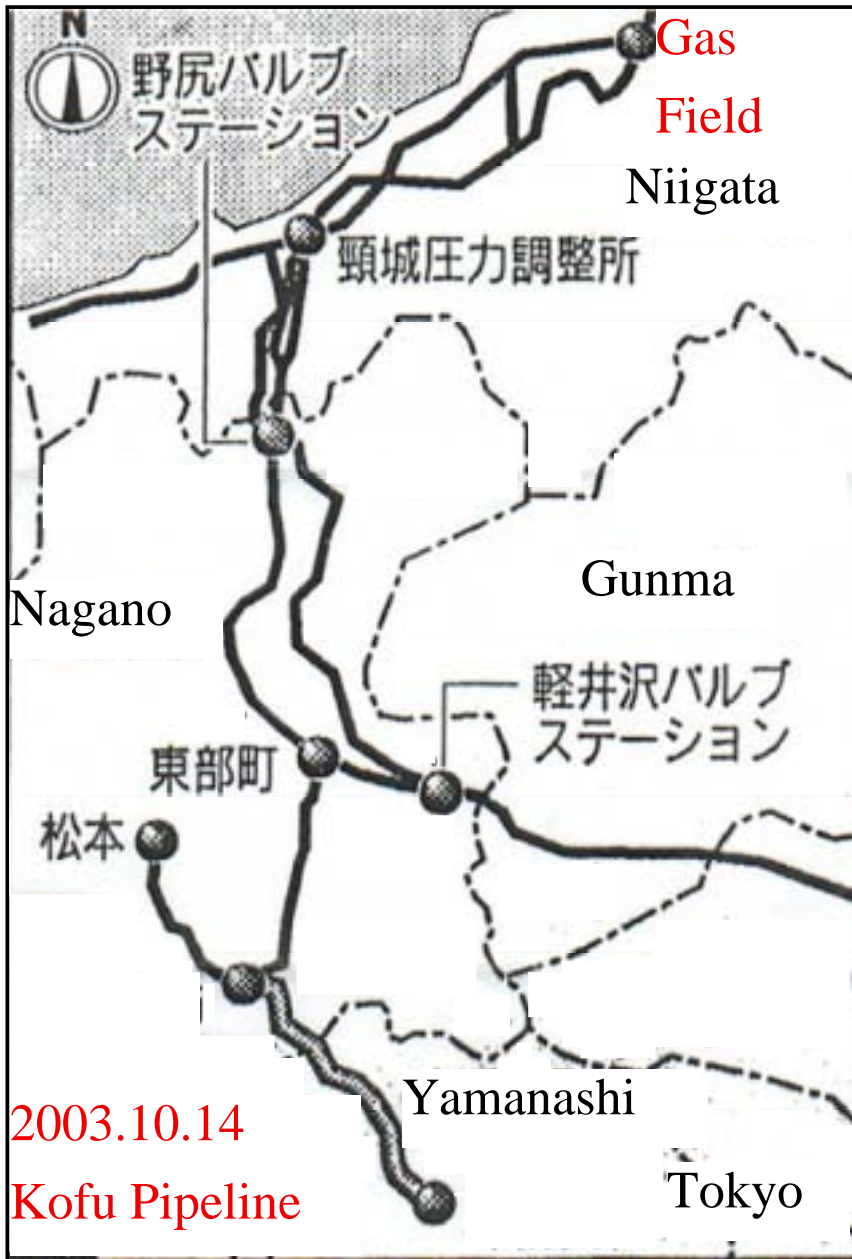 N
Gas
Field
野尻バルブ
ステーション
Niigata
頸城圧力調整所
Gunma
Nagano
軽井沢バルブ
ステーション
東部町
松本
Yamanashi
2003.10.14
Kofu Pipeline
Tokyo